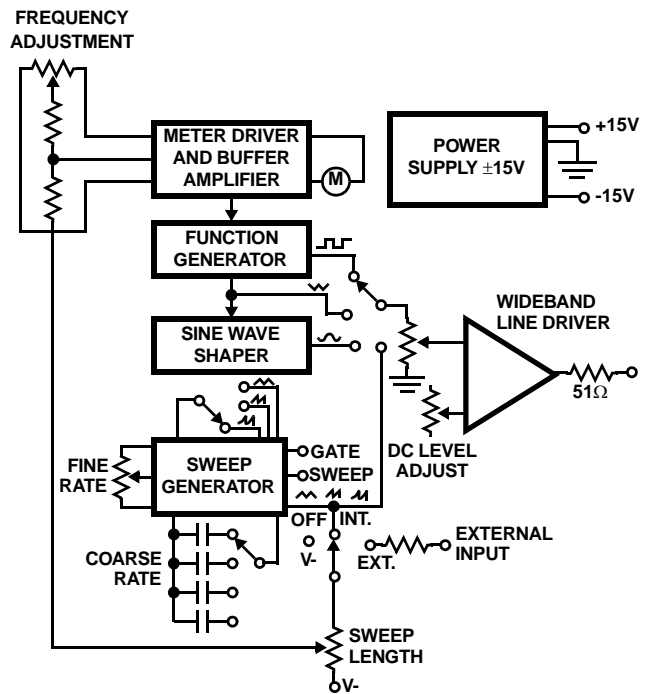 FREQUENCY
ADJUSTMENT
METER DRIVER
AND BUFFER
AMPLIFIER
M
POWER
SUPPLY ±15V
+15V
-15V
FUNCTION
GENERATOR
SINE WAVE
SHAPER
WIDEBAND
LINE DRIVER
51Ω
DC LEVEL
ADJUST
FINE
RATE
SWEEP
GENERATOR
GATE
SWEEP
OFF
INT.
V-
EXT.
EXTERNAL
INPUT
COARSE
RATE
SWEEP
LENGTH
V-